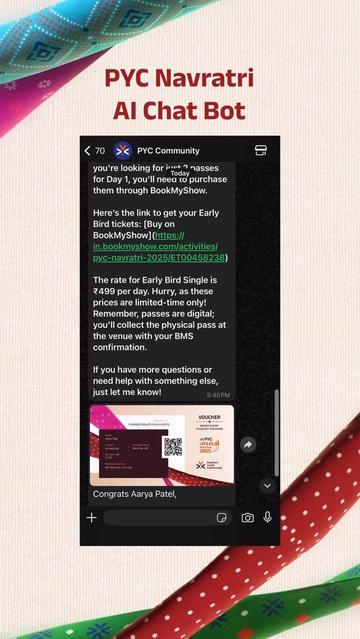 PYC Navratri
AI Chat Bot
70
PYC Community
you're looking for just 2 passes
Today
for Day 1, you'll need to purchase
them through BookMyShow.
Here's the link to get your Early
Bird tickets: [Buy on
BookMyShow](https://
in.bookmyshow.com/activities/
pyc-navratri-2025/ET00458238)
The rate for Early Bird Single is
₹499 per day. Hurry, as these
prices are limited-time only!
Remember, passes are digital;
you'll collect the physical pass at
the venue with your BMS
confirmation.
If you have more questions or
need help with something else,
just let me know!
5:40PM
VOUCHER
PYC
2025
Congrats Aarya Patel,